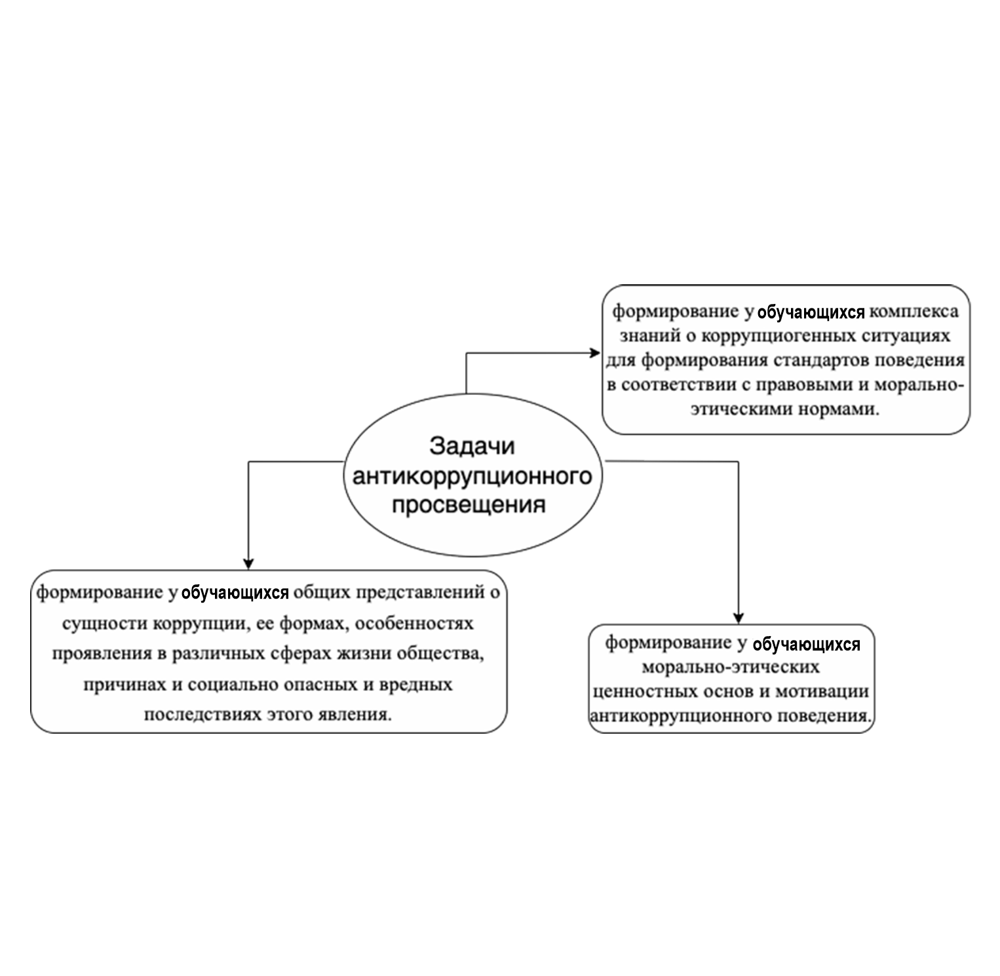 формирование у обучающихся комплекса
знаний о коррупциогенных ситуациях
для формирования стандартов поведения
в соответствии с правовыми и морально-
этическими нормами.
Задачи
антикоррупционного
просвещения
формирование у обучающихся общих представлений о
сущности коррупции, ее формах, особенностях
проявления в различных сферах жизни общества,
причинах и социально опасных и вредных
последствиях этого явления.
формирование у обучающихся
морально-этических
ценностных основ и мотивации
антикоррупционного поведения.